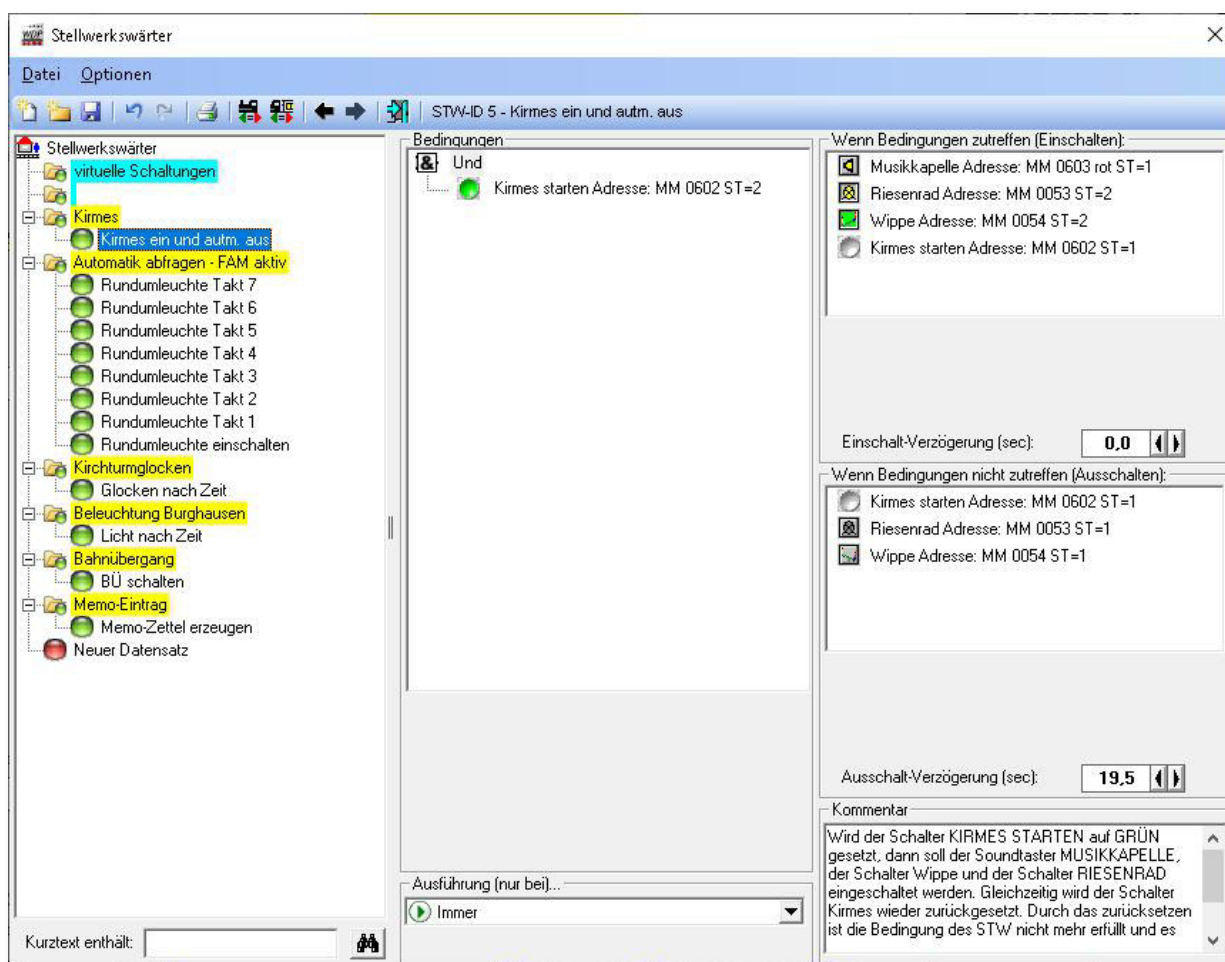 Stellwerkswärter
Datei Optionen
STW-ID 5 - Kirmes ein und autm. aus
Stellwerkswärter
virtuelle Schaltungen
Kirmes
Kirmes ein und autm. aus
Automatik abfragen - FAM aktiv
Rundumleuchte Takt 7
Rundumleuchte Takt 6
Rundumleuchte Takt 5
Rundumleuchte Takt 4
Rundumleuchte Takt 3
Rundumleuchte Takt 2
Rundumleuchte Takt 1
Rundumleuchte einschalten
Kirchturmglocken
Glocken nach Zeit
Beleuchtung Burghausen
Licht nach Zeit
Bahnübergang
BÜ schalten
Memo-Eintrag
Memo-Zettel erzeugen
Neuer Datensatz
Kurztext enthält:
Bedingungen
& Und
Kirmes starten Adresse: MM 0602 ST=2
Ausführung (nur bei)...
Immer
Wenn Bedingungen zutreffen (Einschalten):
Musikkapelle Adresse: MM 0603 rot ST=1
Riesenrad Adresse: MM 0053 ST=2
Wippe Adresse: MM 0054 ST=2
Kirmes starten Adresse: MM 0602 ST=1
Einschalt-Verzögerung (sec): 0,0
Wenn Bedingungen nicht zutreffen (Ausschalten):
Kirmes starten Adresse: MM 0602 ST=1
Riesenrad Adresse: MM 0053 ST=1
Wippe Adresse: MM 0054 ST=1
Ausschalt-Verzögerung (sec): 19,5
Kommentar
Wird der Schalter KIRMES STARTEN auf GRÜN
gesetzt, dann soll der Soundtaster MUSIKKAPELLE,
der Schalter Wippe und der Schalter RIESENRAD
eingeschaltet werden. Gleichzeitig wird der Schalter
Kirmes wieder zurückgesetzt. Durch das zurücksetzen
ist die Bedingung des STW nicht mehr erfüllt und es